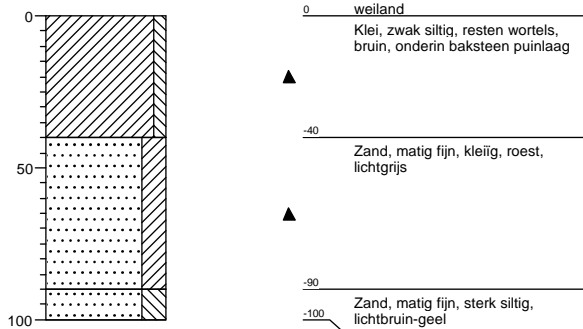 0
50
100
0
weiland
Klei, zwak siltig, resten wortels,
bruin, onderin baksteen puinlaag
-40
Zand, matig fijn, kleiïg, roest,
lichtgrijs
-90
Zand, matig fijn, sterk siltig,
lichtbruin-geel
-100